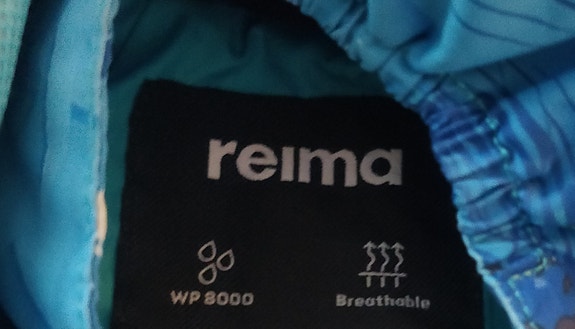 reima
WP 8000
Breathable